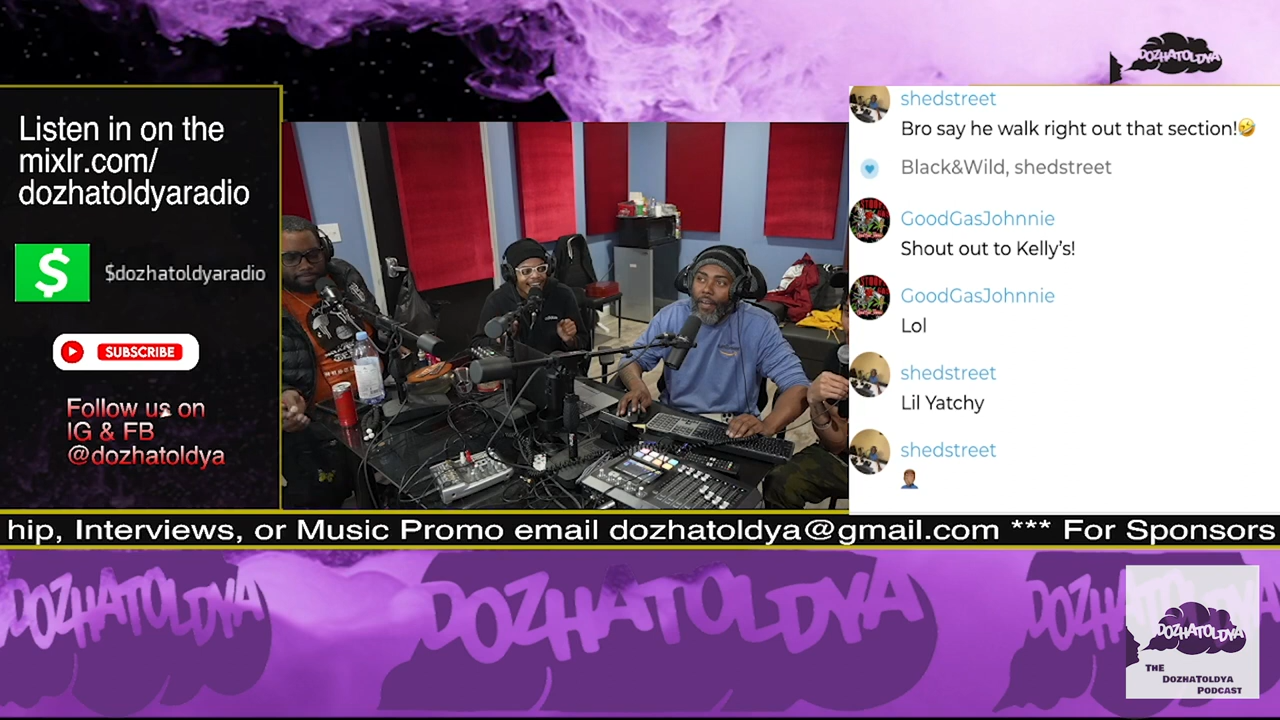 DOZHATOLDYA
Listen in on the
mixlr.com/
dozhatoldyaradio
$
$dozhatoldyaradio
SUBSCRIBE
Follow us on
IG & FB
@dozhatoldya
shedstreet
Bro say he walk right out that section!🤣
Black&Wild, shedstreet
GoodGasJohnnie
Shout out to Kelly’s!
GoodGasJohnnie
Lol
shedstreet
Lil Yatchy
shedstreet
🤦🏾‍♂️
hip, Interviews, or Music Promo email dozhatoldya@gmail.com *** For Sponsors
DOZHATOLDYA
DOZHATOLDYA
DOZHA
DOZHATOLDYA
THE
DOZHATOLDYA
PODCAST